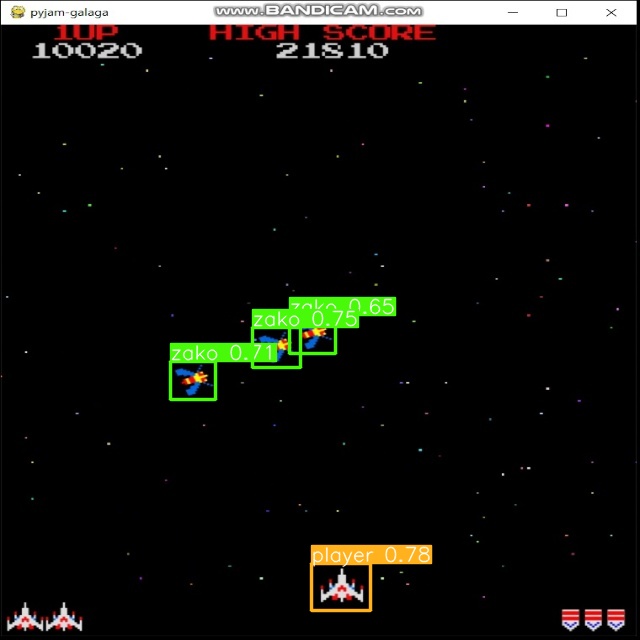 pyjam-galaga
www.BANDICAM.com
1UP HIGH SCORE
10020 21810
zako 0.65
zako 0.75
zako 0.71
player 0.78